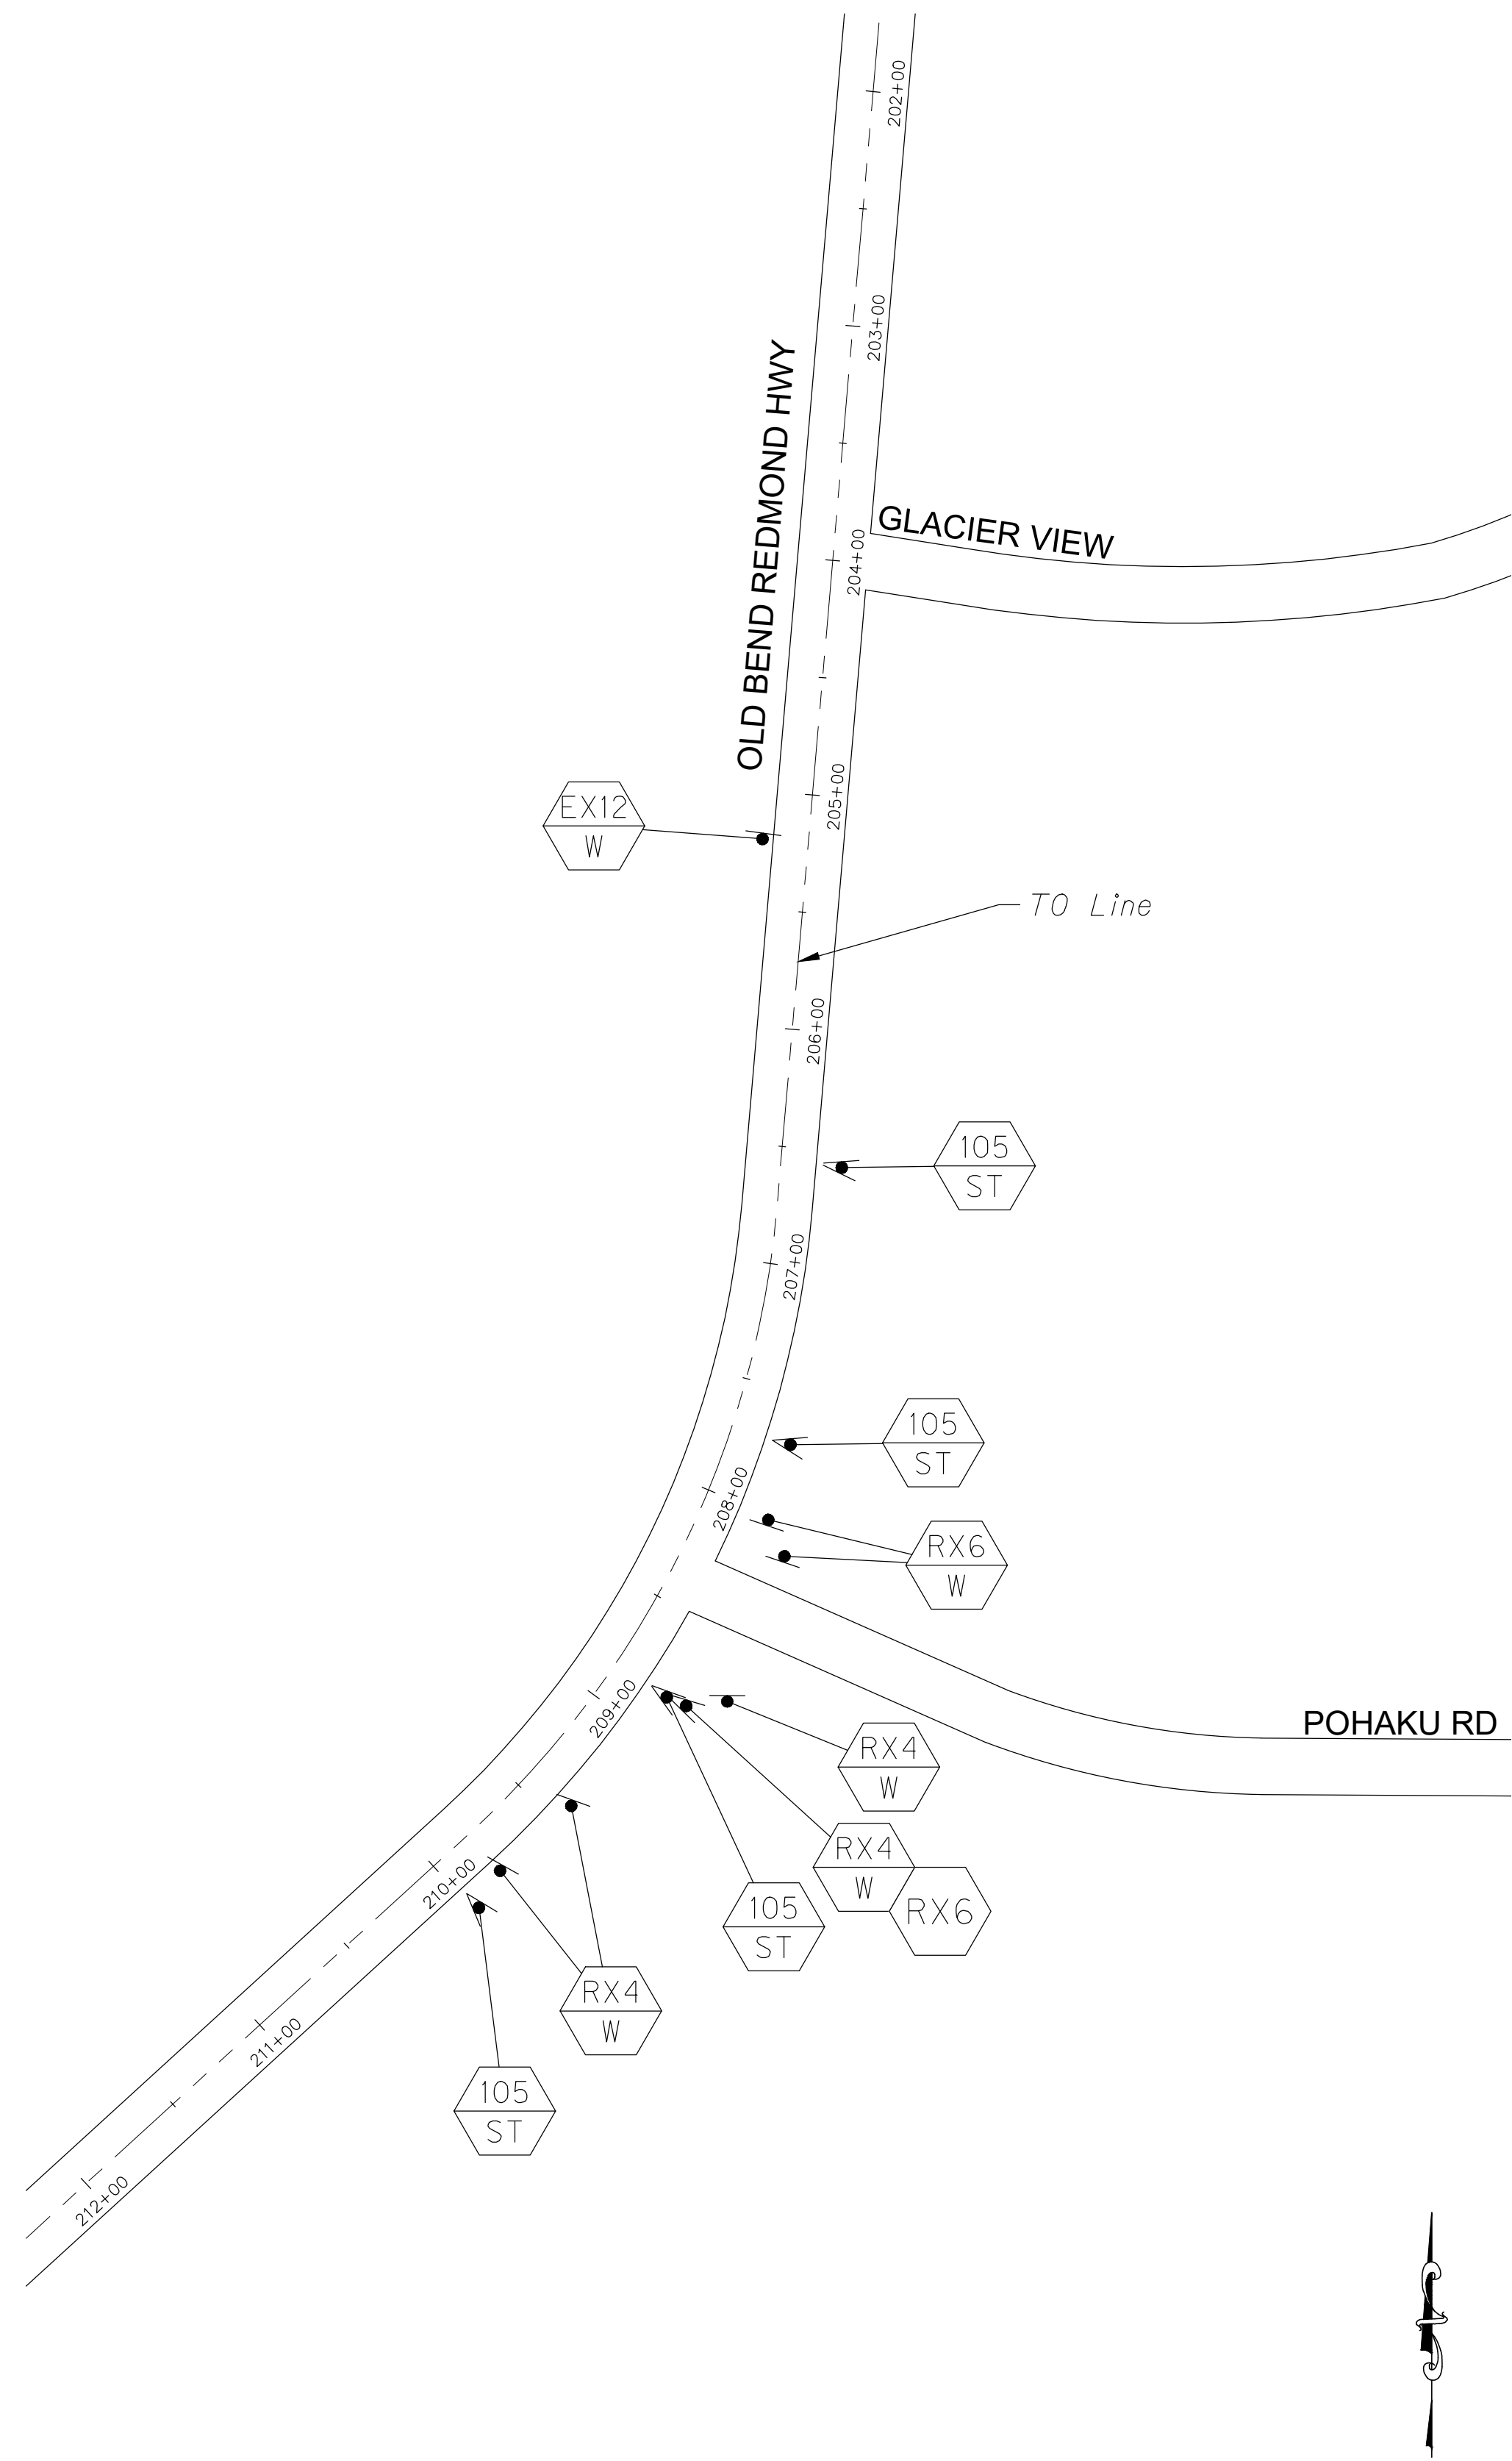 202+00
203+00
OLD BEND REDMOND HWY
GLACIER VIEW
204+00
205+00
EX12
W
TO Line
206+00
105
ST
207+00
105
ST
208+00
RX6
W
209+00
POHAKU RD
RX4
W
RX4
W
RX6
105
ST
210+00
RX4
W
211+00
105
ST
212+00